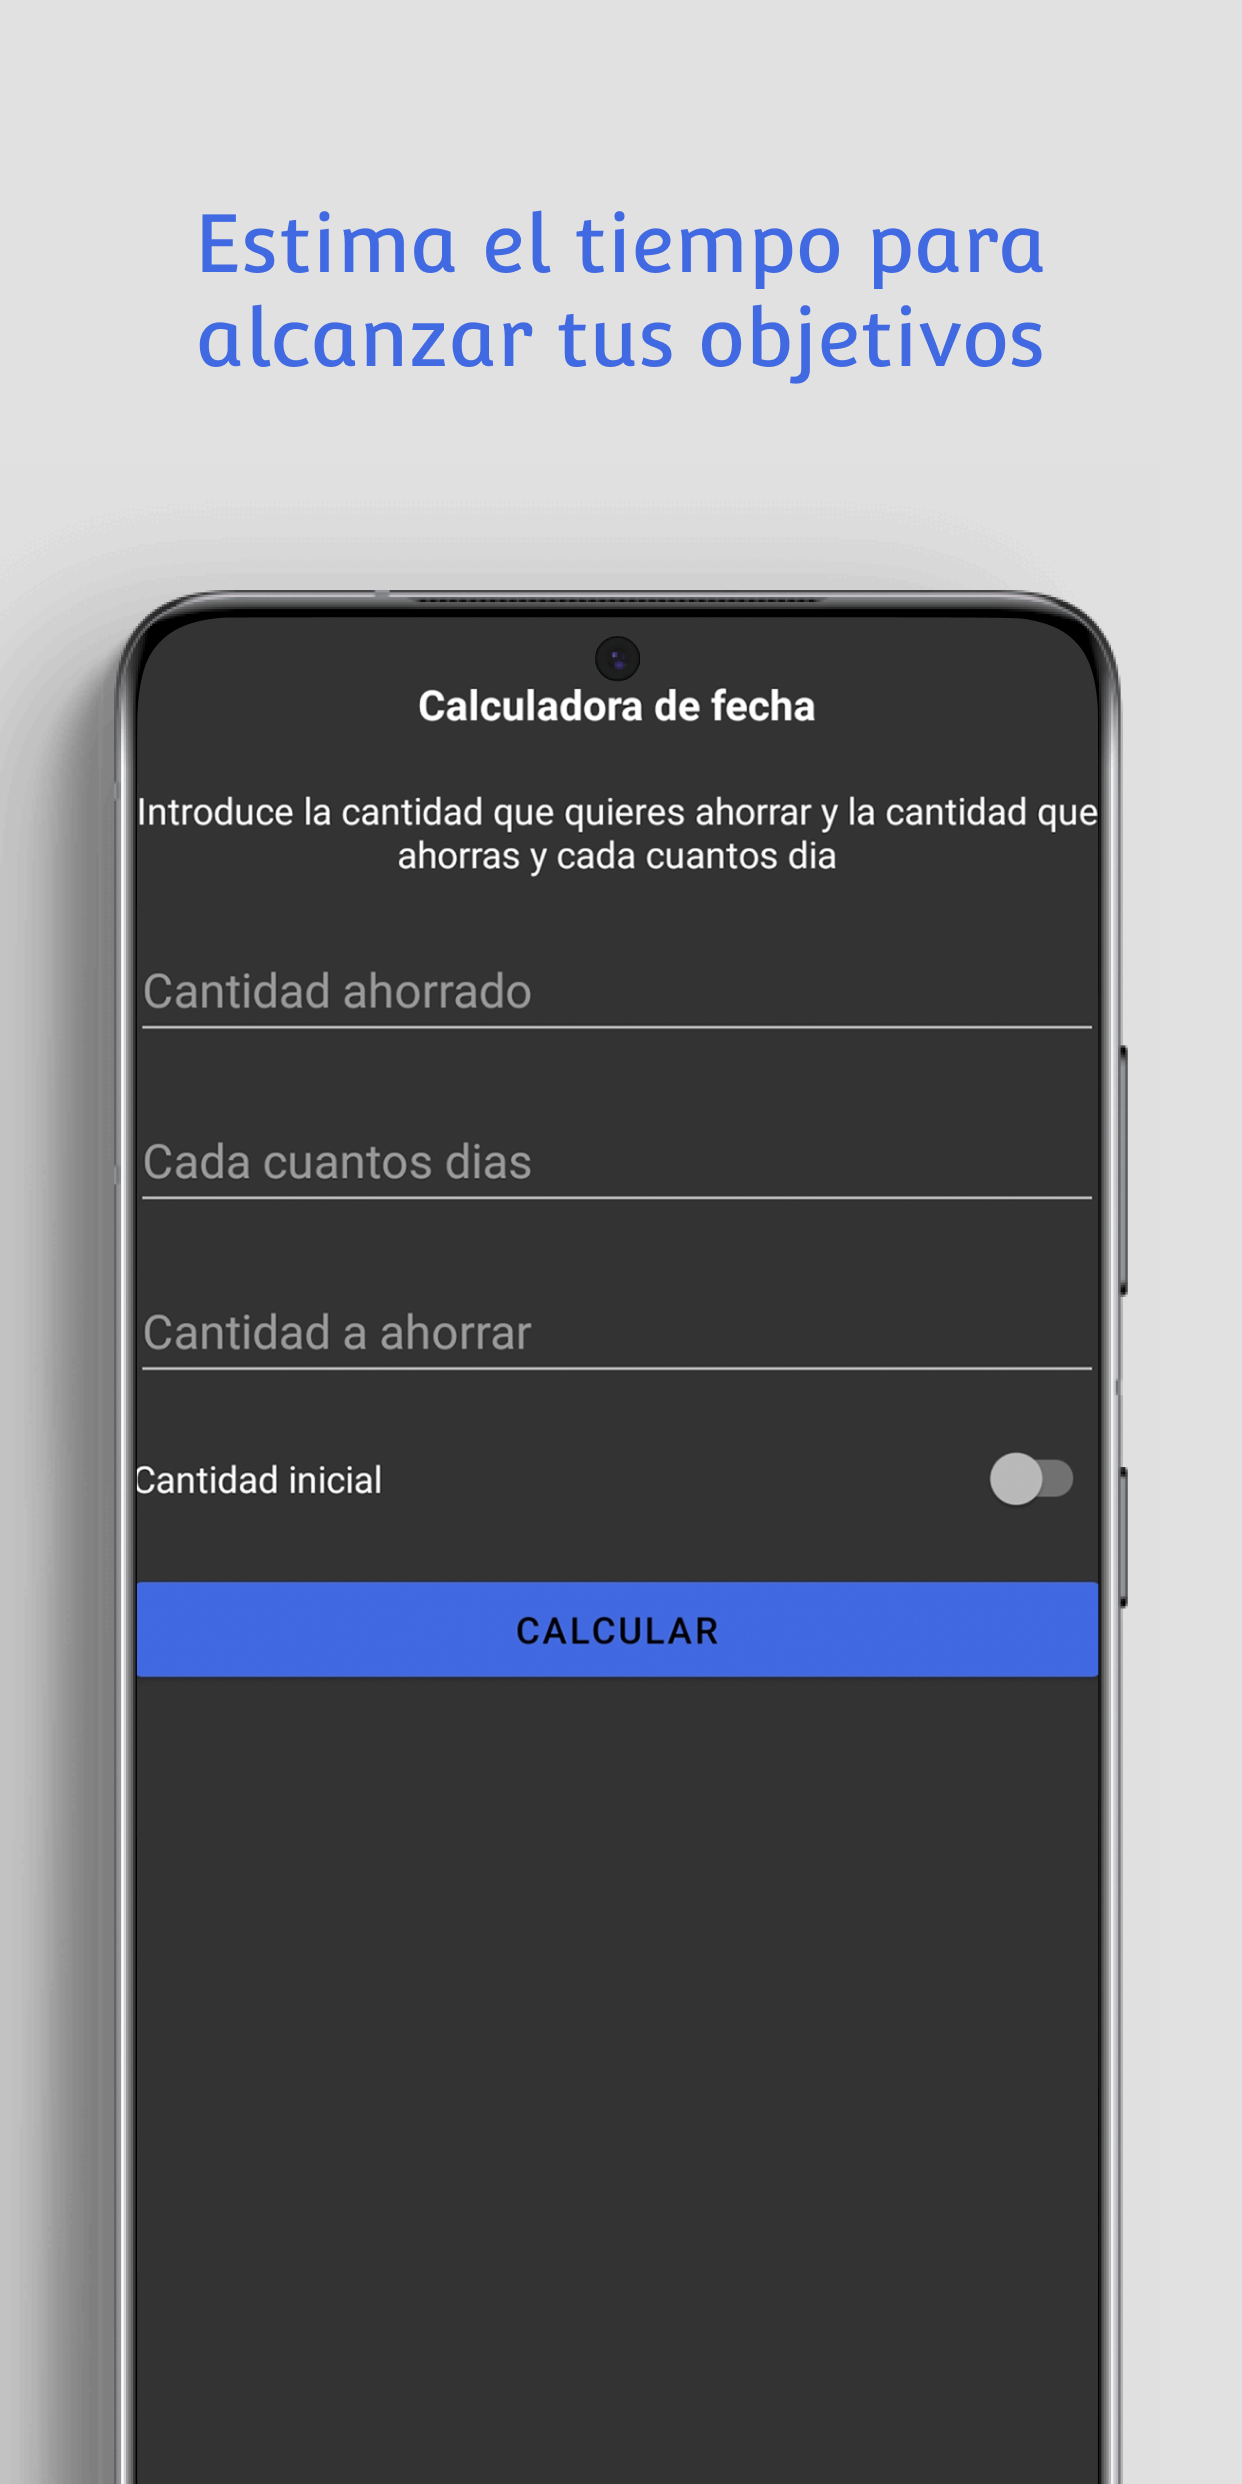 Estima el tiempo para
alcanzar tus objetivos
Calculadora de fecha
Introduce la cantidad que quieres ahorrar y la cantidad que
ahorras y cada cuantos dia
Cantidad ahorrado
Cada cuantos dias
Cantidad a ahorrar
Cantidad inicial
CALCULAR